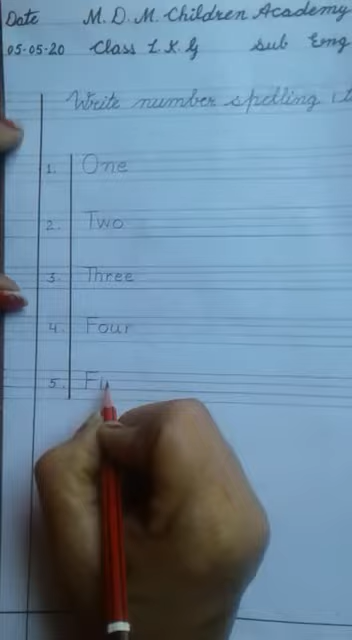 Date M. D. M. Children Academy
05-05-20 Class L.K.G Sub Eng
Write number spelling 1 t
1. One
2. Two
3. Three
4. Four
5. Fi